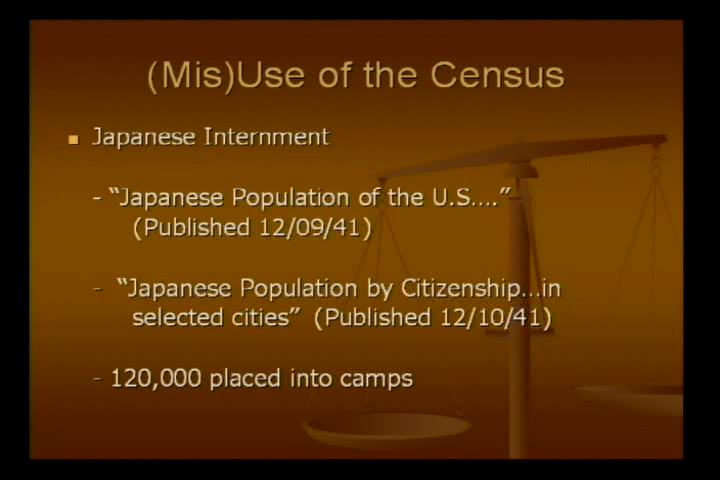 (Mis)Use of the Census
Japanese Internment
- “Japanese Population of the U.S....”
(Published 12/09/41)
- “Japanese Population by Citizenship...in
selected cities” (Published 12/10/41)
- 120,000 placed into camps